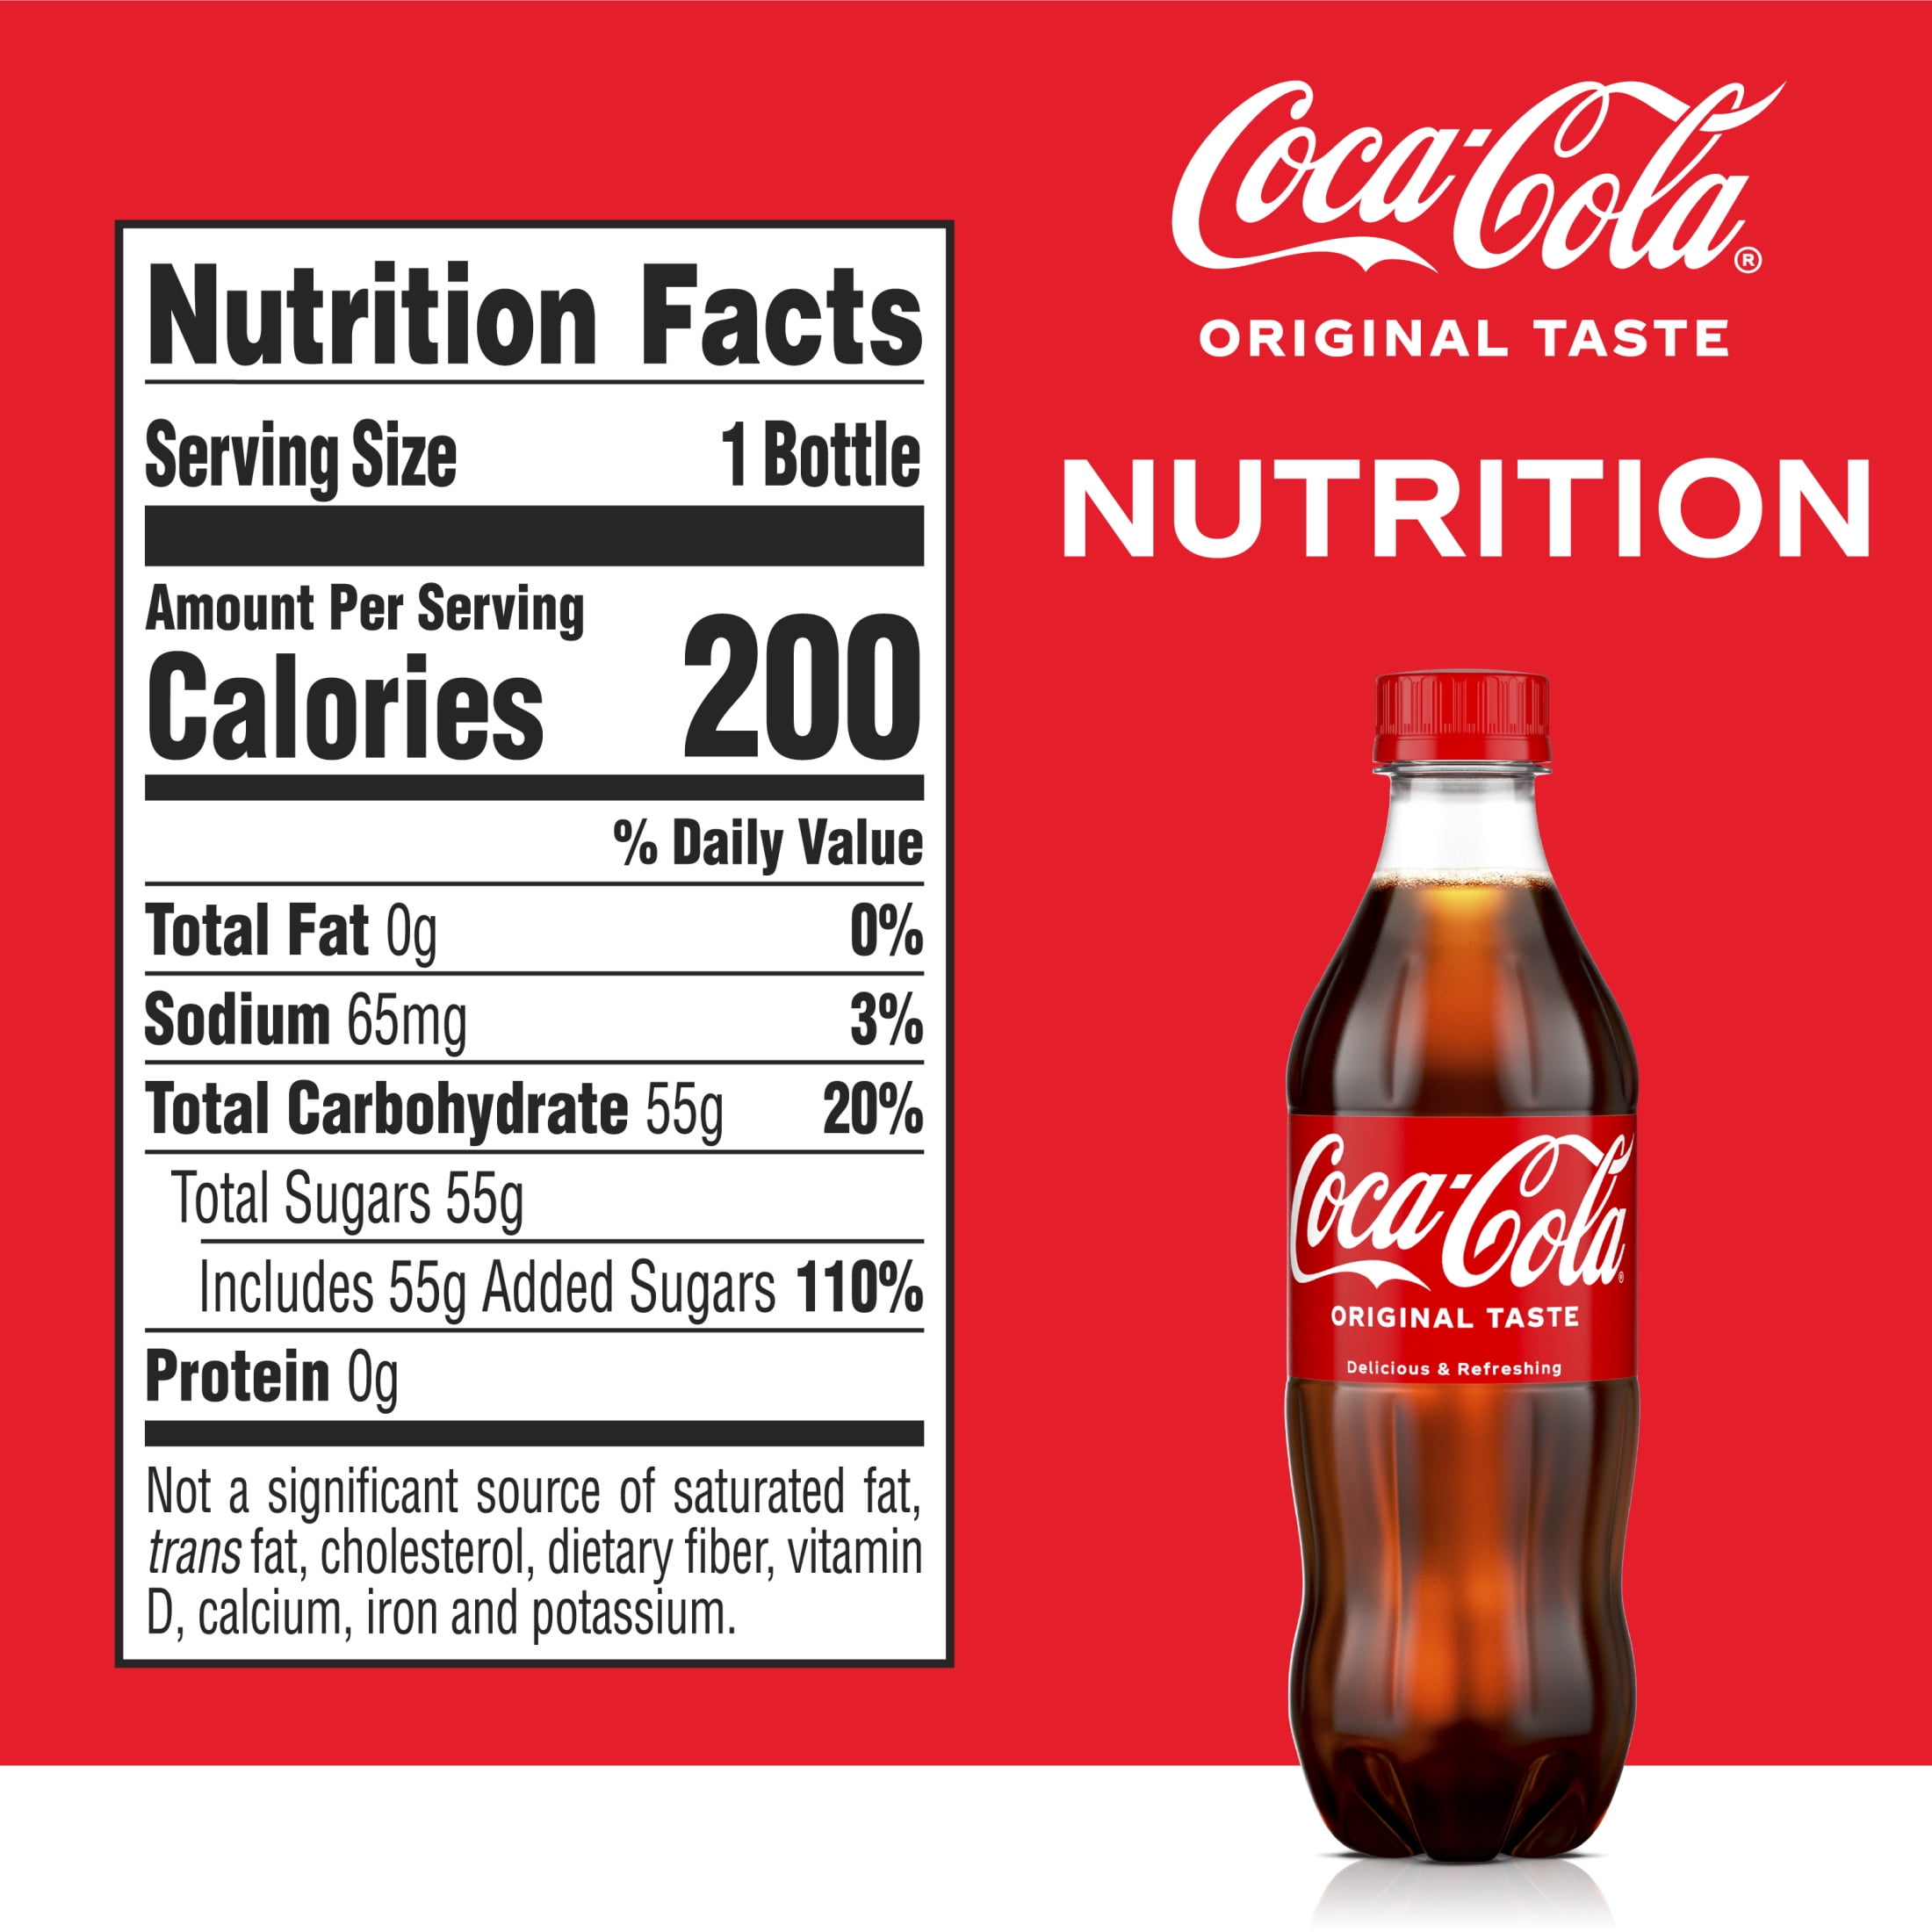 Nutrition Facts
Serving Size 1 Bottle
Amount Per Serving
Calories 200
% Daily Value
Total Fat 0g 0%
Sodium 65mg 3%
Total Carbohydrate 55g 20%
Total Sugars 55g
Includes 55g Added Sugars 110%
Protein 0g
Not a significant source of saturated fat,
trans fat, cholesterol, dietary fiber, vitamin
D, calcium, iron and potassium.
Coca-Cola®
ORIGINAL TASTE
NUTRITION
Coca-Cola®
ORIGINAL TASTE
Delicious & Refreshing